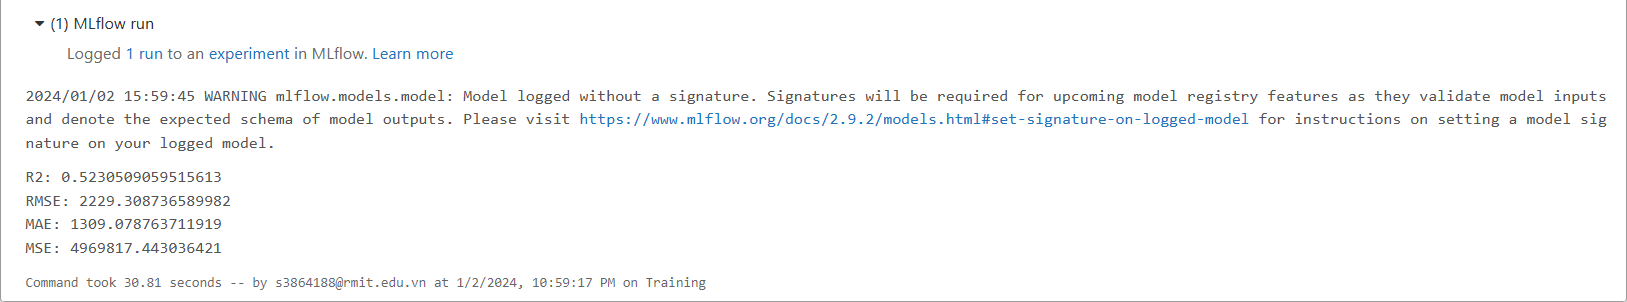 (1) MLflow run
Logged 1 run to an experiment in MLflow. Learn more
2024/01/02 15:59:45 WARNING mlflow.models.model: Model logged without a signature. Signatures will be required for upcoming model registry features as they validate model inputs
and denote the expected schema of model outputs. Please visit https://www.mlflow.org/docs/2.9.2/models.html#set-signature-on-logged-model for instructions on setting a model sig
nature on your logged model.
R2: 0.5230509059515613
RMSE: 2229.308736589982
MAE: 1309.078763711919
MSE: 4969817.443036421
Command took 30.81 seconds -- by s3864188@rmit.edu.vn at 1/2/2024, 10:59:17 PM on Training